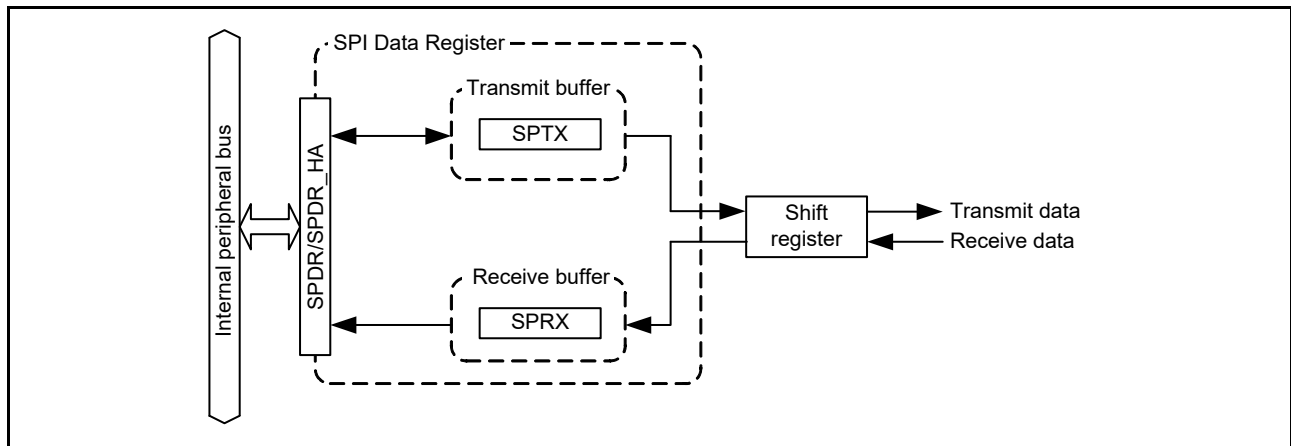 SPI Data Register
Transmit buffer
SPTX
Internal peripheral bus
SPDR/SPDR_HA
Shift
register
Transmit data
Receive data
Receive buffer
SPRX